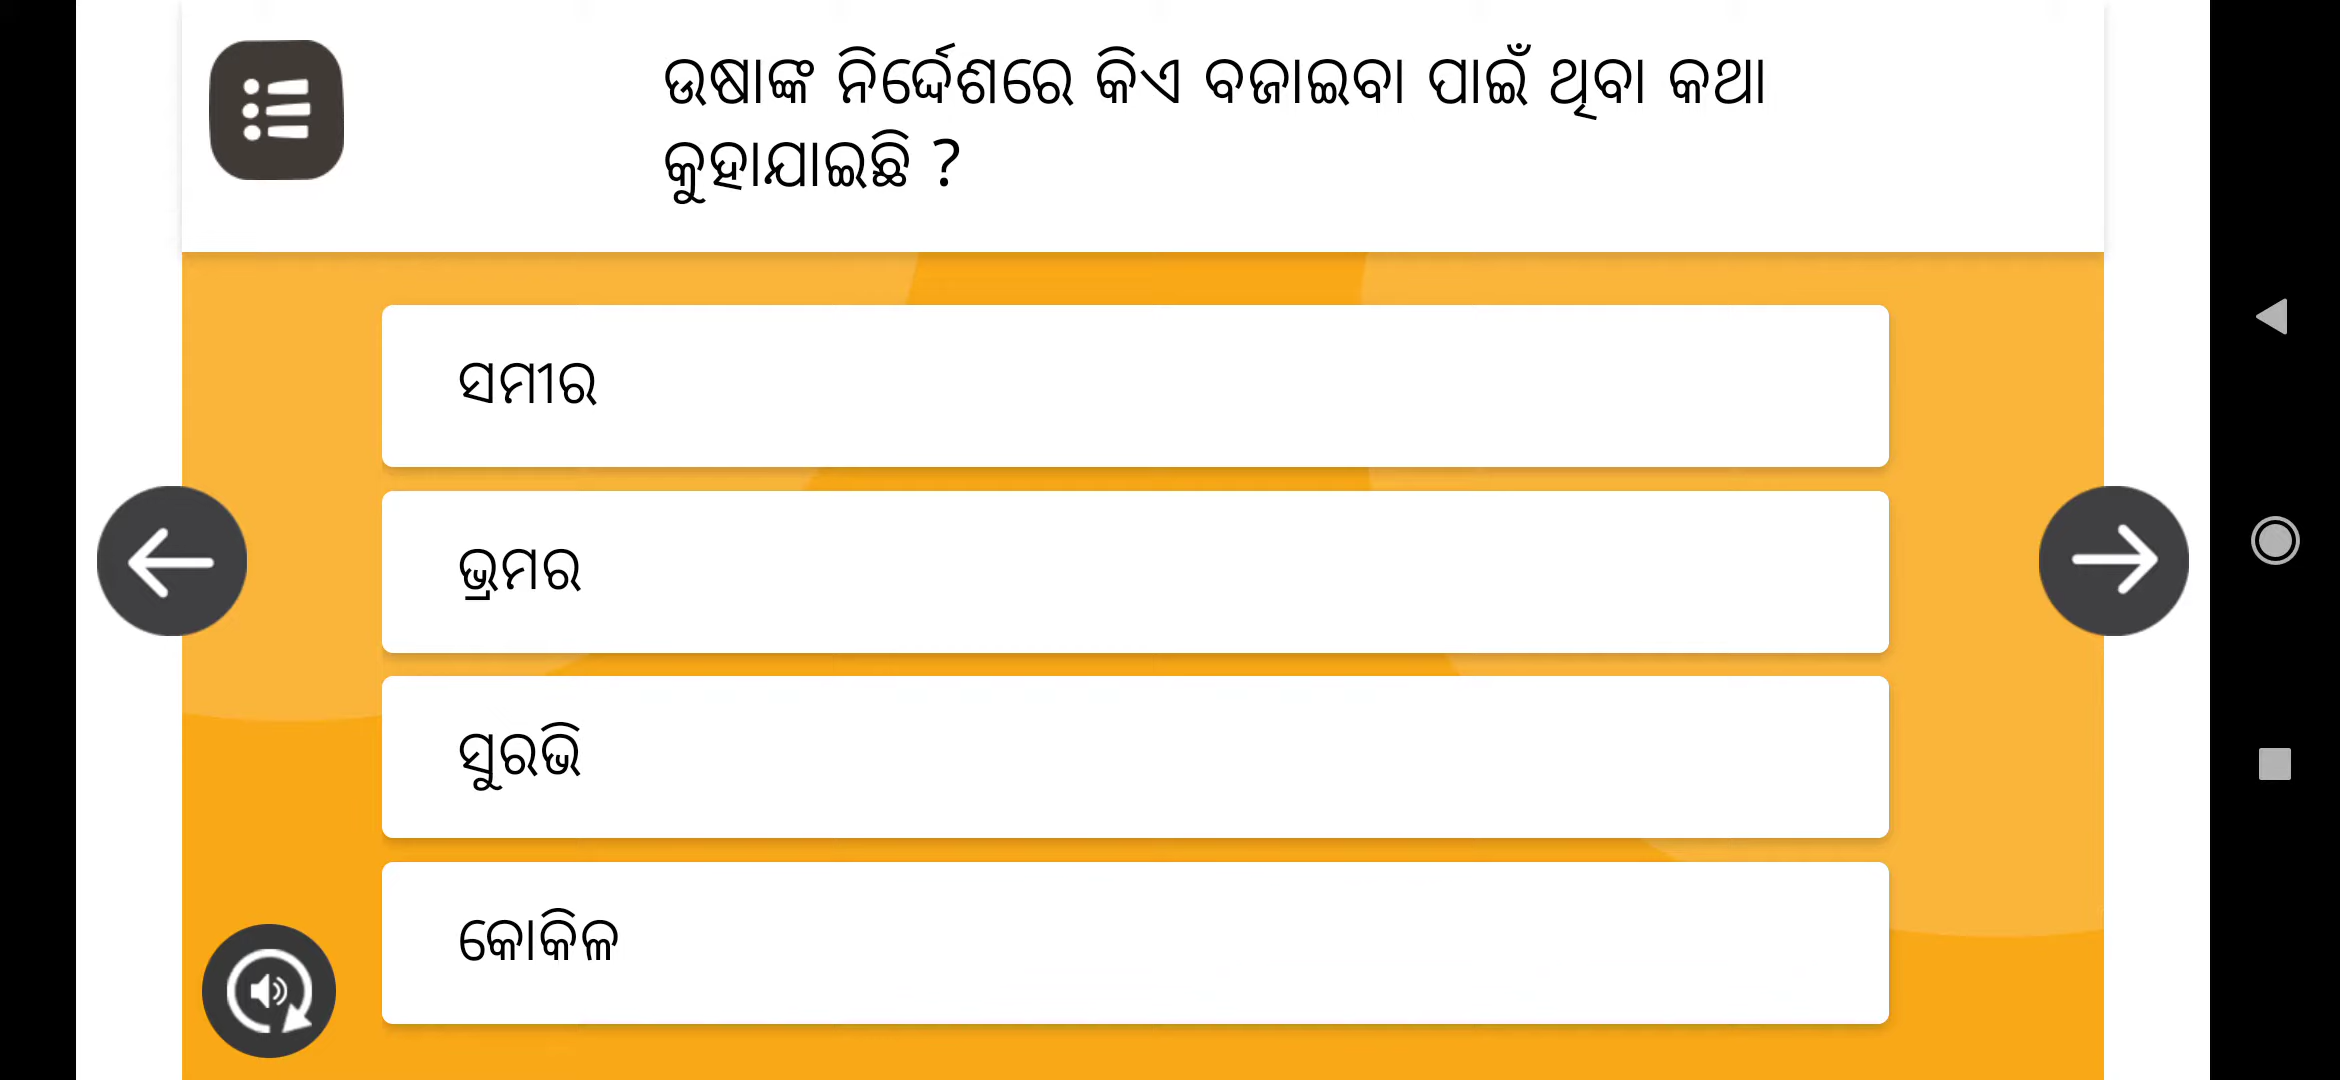 ଉଷାଙ୍କ ନିର୍ଦ୍ଦେଶରେ କିଏ ବଜାଇବା ପାଇଁ ଥିବା କଥା
କୁହାଯାଇଛି ?
ସମୀର
ଭ୍ରମର
ସୁରଭି
କୋକିଳ